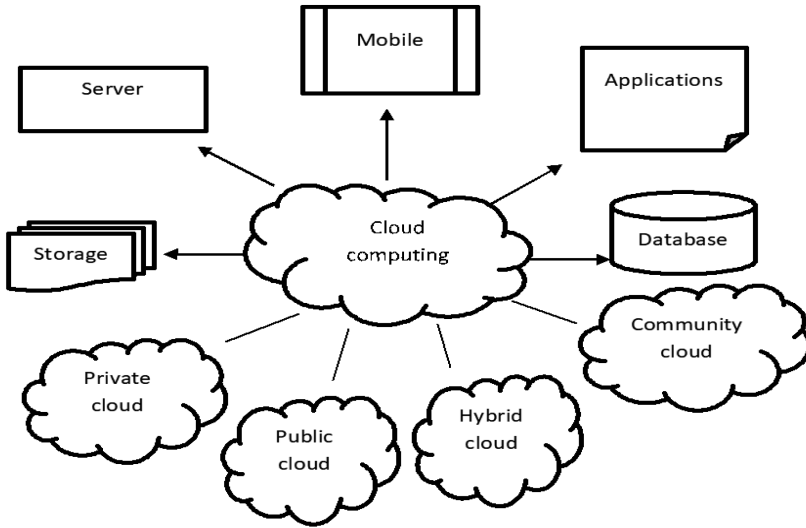 Mobile
Server
Applications
Cloud
computing
Storage
Database
Community
cloud
Private
cloud
Public
cloud
Hybrid
cloud